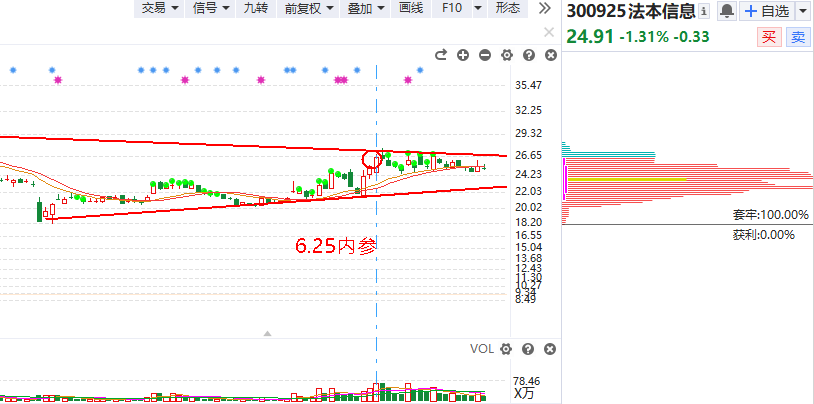 交易 信号 九转 前复权 叠加 画线 F10 形态
300925法本信息 自选
24.91 -1.31% -0.33 买 卖
35.47
32.25
29.32
26.65
24.23
22.03
20.02
18.20
16.55
15.04
13.68
12.43
11.30
10.27
9.34
8.49
6.25内参
套牢:100.00%
获利:0.00%
VOL
78.46
X万